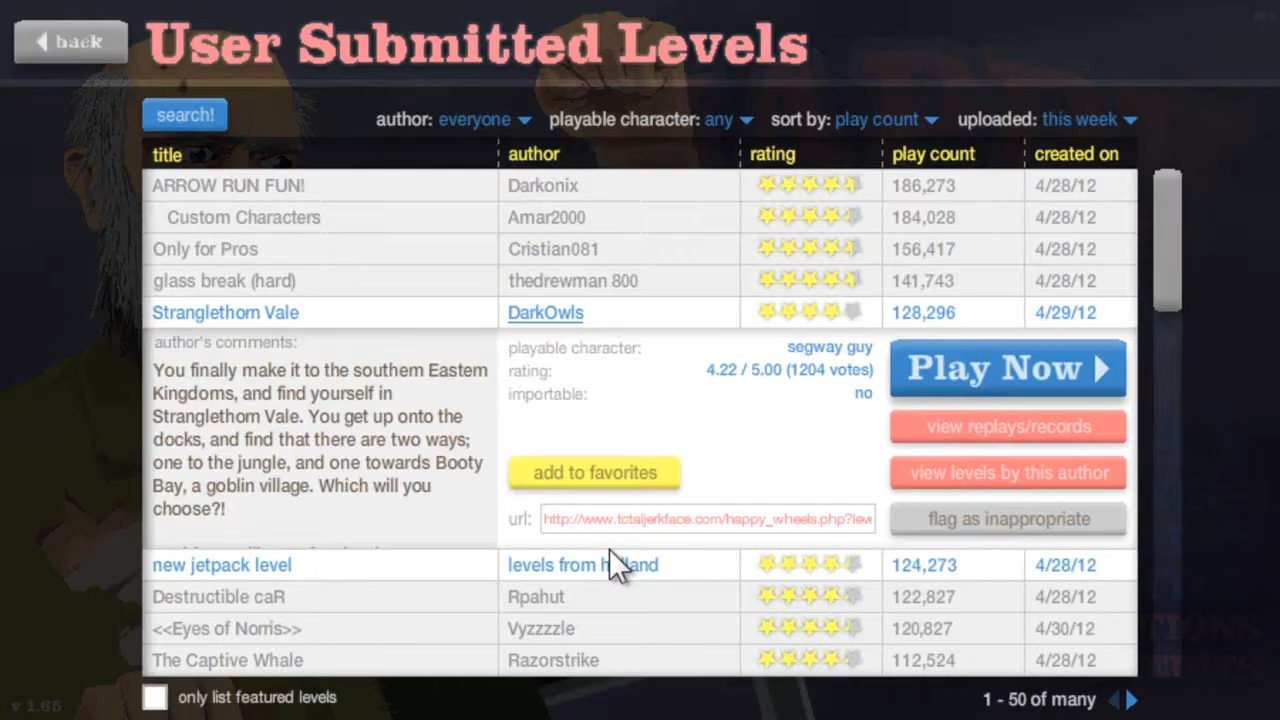 back
User Submitted Levels
search!
author: everyone playable character: any sort by: play count uploaded: this week
title author rating play count created on
ARROW RUN FUN! Darkonix 186,273 4/28/12
Custom Characters Amar2000 184,028 4/28/12
Only for Pros Cristian081 156,417 4/28/12
glass break (hard) thedrewman 800 141,743 4/28/12
Stranglethorn Vale DarkOwls 128,296 4/29/12
author's comments:
You finally make it to the southern Eastern
Kingdoms, and find yourself in
Stranglethorn Vale. You get up onto the
docks, and find that there are two ways;
one to the jungle, and one towards Booty
Bay, a goblin village. Which will you
choose?!
playable character: segway guy
rating: 4.22 / 5.00 (1204 votes)
importable: no
add to favorites
url: http://www.totaljerkface.com/happy_wheels.php?leve
Play Now
view replays/records
view levels by this author
flag as inappropriate
new jetpack level levels from 124,273 4/28/12
Destructible caR Rpahut 122,827 4/28/12
<<Eyes of Norris>> Vyzzzzle 120,827 4/30/12
The Captive Whale Razorstrike 112,524 4/28/12
only list featured levels
1 - 50 of many
v 1.65